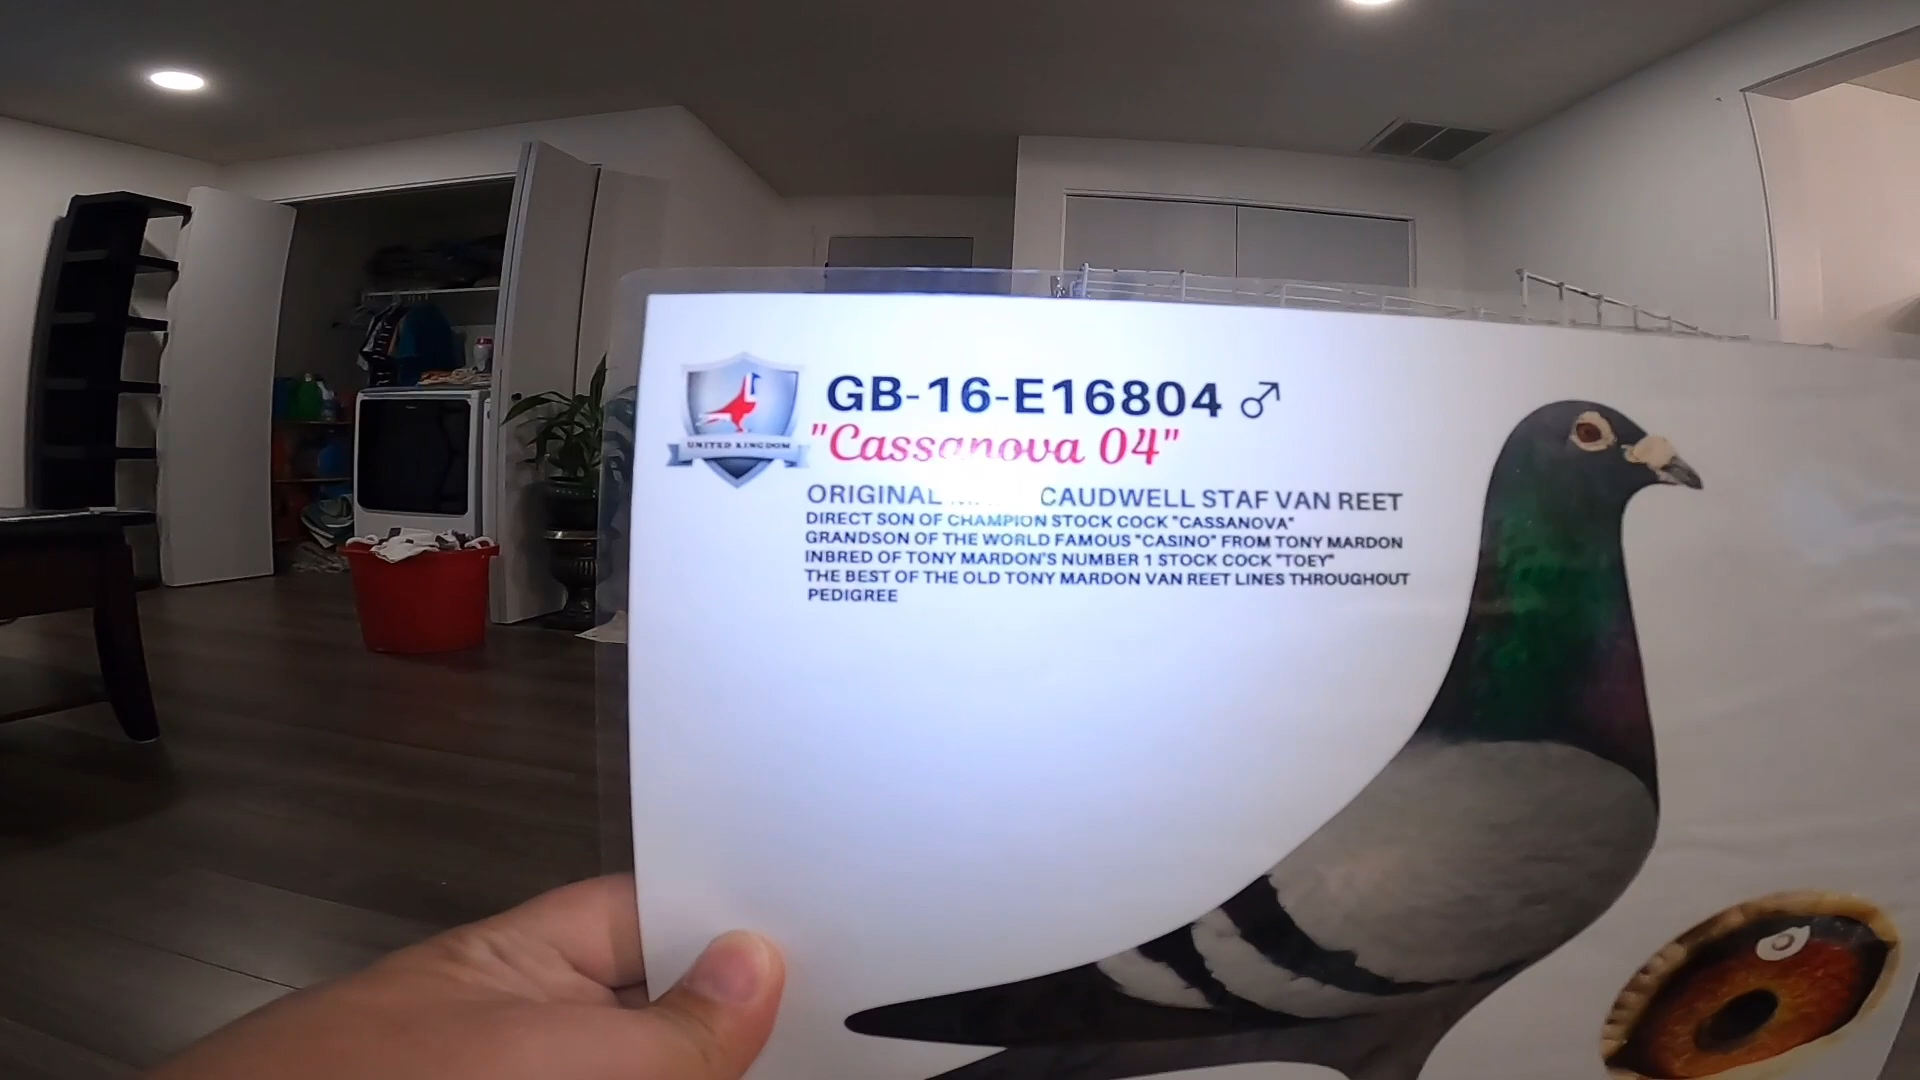 GB-16-E16804 ♂
UNITED KINGDOM
"Cassanova 04"
ORIGINAL CAUDWELL STAF VAN REET
DIRECT SON OF CHAMPION STOCK COCK "CASSANOVA"
GRANDSON OF THE WORLD FAMOUS "CASINO" FROM TONY MARDON
INBRED OF TONY MARDON'S NUMBER 1 STOCK COCK "TOEY"
THE BEST OF THE OLD TONY MARDON VAN REET LINES THROUGHOUT
PEDIGREE